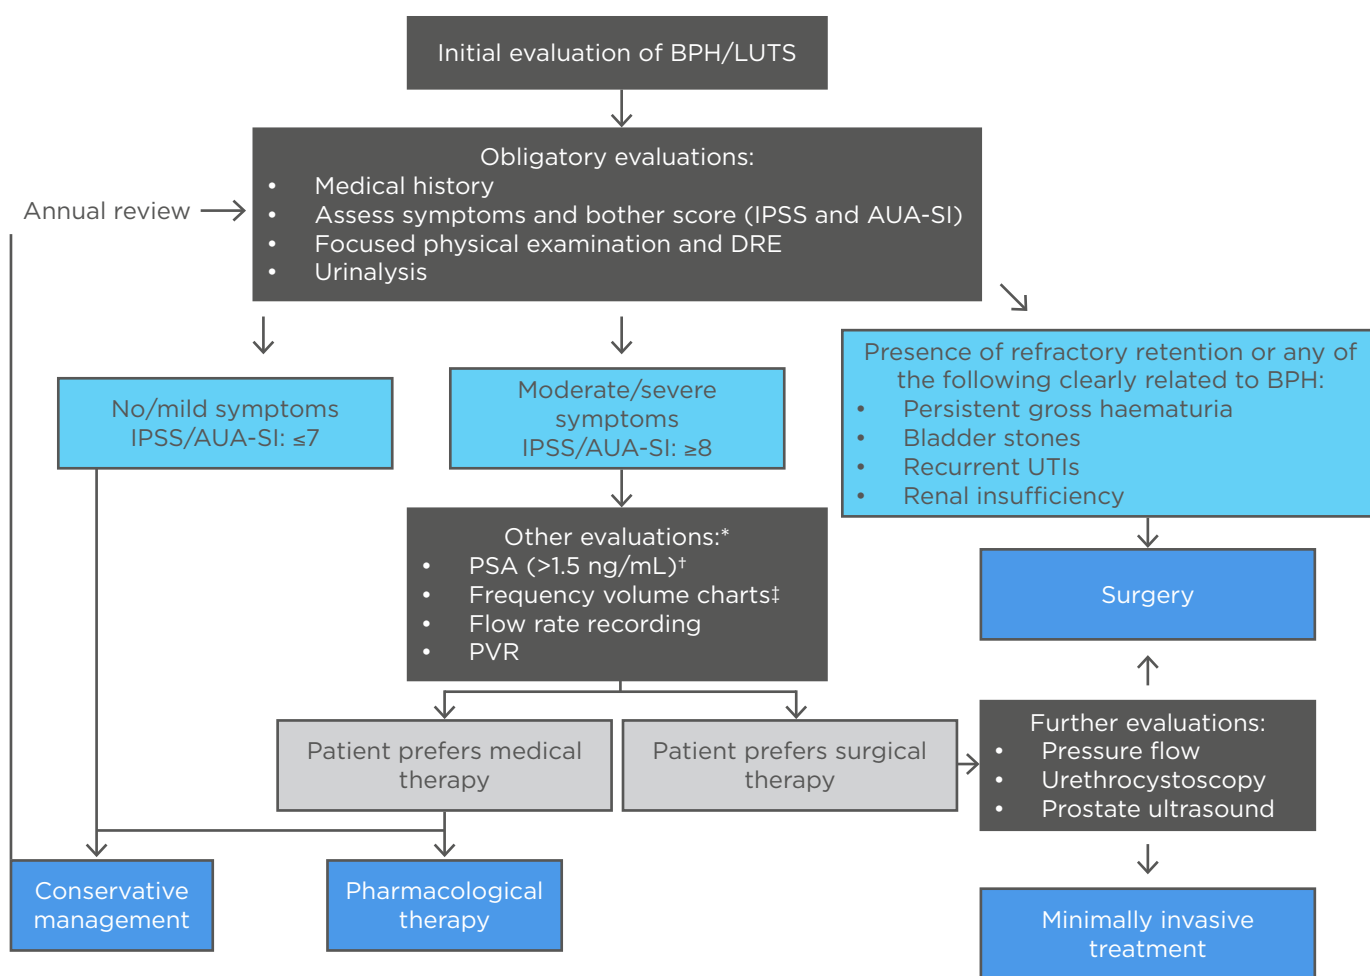 Initial evaluation of BPH/LUTS
Obligatory evaluations:
• Medical history
• Assess symptoms and bother score (IPSS and AUA-SI)
• Focused physical examination and DRE
• Urinalysis
Annual review
No/mild symptoms
IPSS/AUA-SI: ≤7
Moderate/severe
symptoms
IPSS/AUA-SI: ≥8
Presence of refractory retention or any of
the following clearly related to BPH:
• Persistent gross haematuria
• Bladder stones
• Recurrent UTIs
• Renal insufficiency
Other evaluations:*
• PSA (>1.5 ng/mL)†
• Frequency volume charts‡
• Flow rate recording
• PVR
Surgery
Patient prefers medical
therapy
Patient prefers surgical
therapy
Further evaluations:
• Pressure flow
• Urethrocystoscopy
• Prostate ultrasound
Conservative
management
Pharmacological
therapy
Minimally invasive
treatment